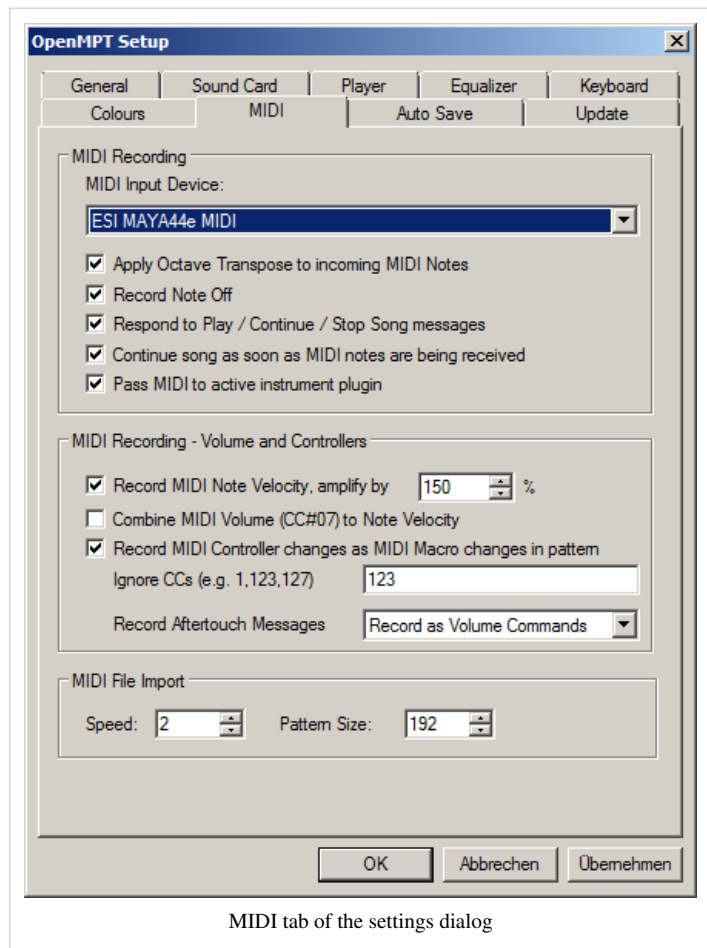 OpenMPT Setup
General Sound Card Player Equalizer Keyboard
Colours MIDI Auto Save Update
MIDI Recording
MIDI Input Device:
ESI MAYA44e MIDI
Apply Octave Transpose to incoming MIDI Notes
Record Note Off
Respond to Play / Continue / Stop Song messages
Continue song as soon as MIDI notes are being received
Pass MIDI to active instrument plugin
MIDI Recording - Volume and Controllers
Record MIDI Note Velocity, amplify by 150 %
Combine MIDI Volume (CC#07) to Note Velocity
Record MIDI Controller changes as MIDI Macro changes in pattern
Ignore CCs (e.g. 1,123,127) 123
Record Aftertouch Messages Record as Volume Commands
MIDI File Import
Speed: 2 Pattern Size: 192
OK Abbrechen Übernehmen
MIDI tab of the settings dialog